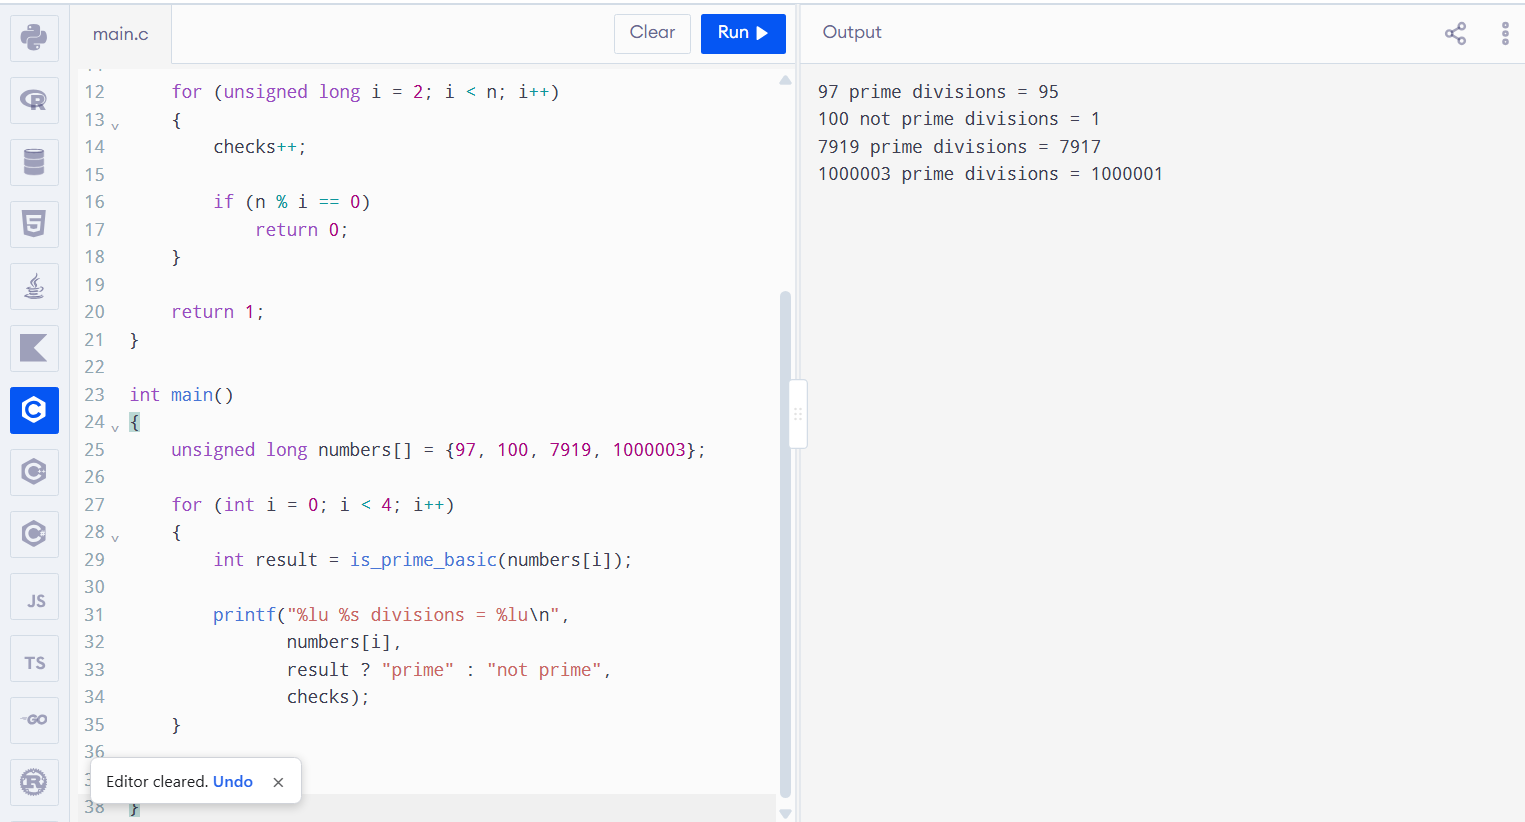 main.c
Clear
Run
Output
12 for (unsigned long i = 2; i < n; i++)
13 {
14 checks++;
15
16 if (n % i == 0)
17 return 0;
18 }
19
20 return 1;
21 }
22
23 int main()
24 {
25 unsigned long numbers[] = {97, 100, 7919, 1000003};
26
27 for (int i = 0; i < 4; i++)
28 {
29 int result = is_prime_basic(numbers[i]);
30
31 printf("%lu %s divisions = %lu\n",
32 numbers[i],
33 result ? "prime" : "not prime",
34 checks);
35 }
36
38 }
Editor cleared. Undo ×
97 prime divisions = 95
100 not prime divisions = 1
7919 prime divisions = 7917
1000003 prime divisions = 1000001
R
5
C
C
C
JS
TS
GO
R